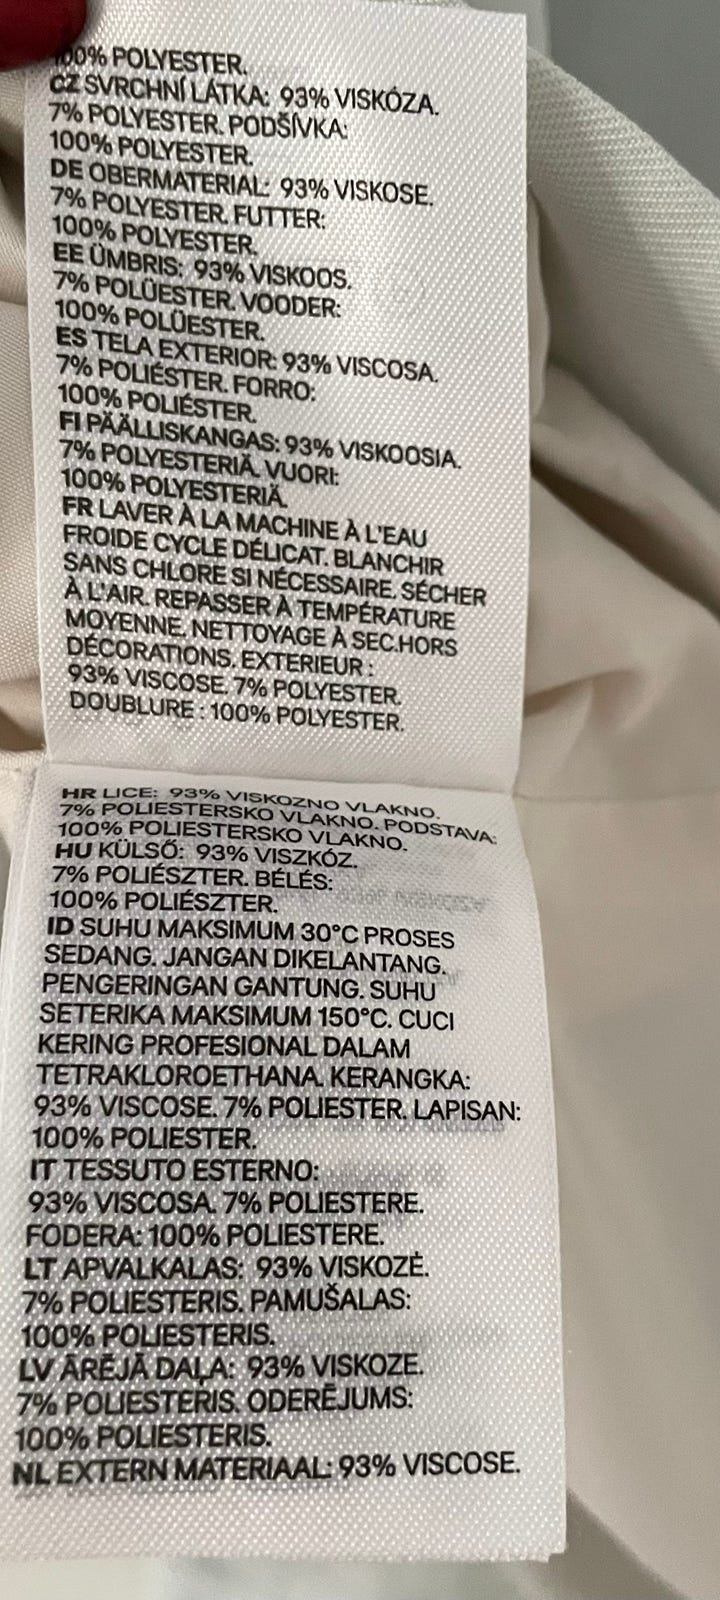 100% POLYESTER.
CZ SVRCHNÍ LÁTKA: 93% VISKÓZA.
7% POLYESTER. PODŠÍVKA:
100% POLYESTER.
DE OBERMATERIAL: 93% VISKOSE.
7% POLYESTER. FUTTER:
100% POLYESTER.
EE ÜMBRIS: 93% VISKOOS.
7% POLÜESTER. VOODER:
100% POLÜESTER.
ES TELA EXTERIOR: 93% VISCOSA.
7% POLIÉSTER. FORRO:
100% POLIÉSTER.
FI PÄÄLLISKANGAS: 93% VISKOOSIA.
7% POLYESTERIÄ. VUORI:
100% POLYESTERIÄ.
FR LAVER À LA MACHINE À L'EAU
FROIDE CYCLE DÉLICAT. BLANCHIR
SANS CHLORE SI NÉCESSAIRE. SÉCHER
À L'AIR. REPASSER À TEMPÉRATURE
MOYENNE. NETTOYAGE À SEC.HORS
DÉCORATIONS. EXTERIEUR :
93% VISCOSE. 7% POLYESTER.
DOUBLURE : 100% POLYESTER.
HR LICE: 93% VISKOZNO VLAKNO.
7% POLIESTERSKO VLAKNO. PODSTAVA:
100% POLIESTERSKO VLAKNO.
HU KÜLSŐ: 93% VISZKÓZ.
7% POLIÉSZTER. BÉLÉS:
100% POLIÉSZTER.
ID SUHU MAKSIMUM 30°C PROSES
SEDANG. JANGAN DIKELANTANG.
PENGERINGAN GANTUNG. SUHU
SETERIKA MAKSIMUM 150°C. CUCI
KERING PROFESIONAL DALAM
TETRAKLOROETHANA. KERANGKA:
93% VISCOSE. 7% POLIESTER. LAPISAN:
100% POLIESTER.
IT TESSUTO ESTERNO:
93% VISCOSA. 7% POLIESTERE.
FODERA: 100% POLIESTERE.
LT APVALKALAS: 93% VISKOZĖ.
7% POLIESTERIS. PAMUŠALAS:
100% POLIESTERIS.
LV ĀRĒJĀ DAĻA: 93% VISKOZE.
7% POLIESTERIS. ODERĒJUMS:
100% POLIESTERIS.
NL EXTERN MATERIAAL: 93% VISCOSE.